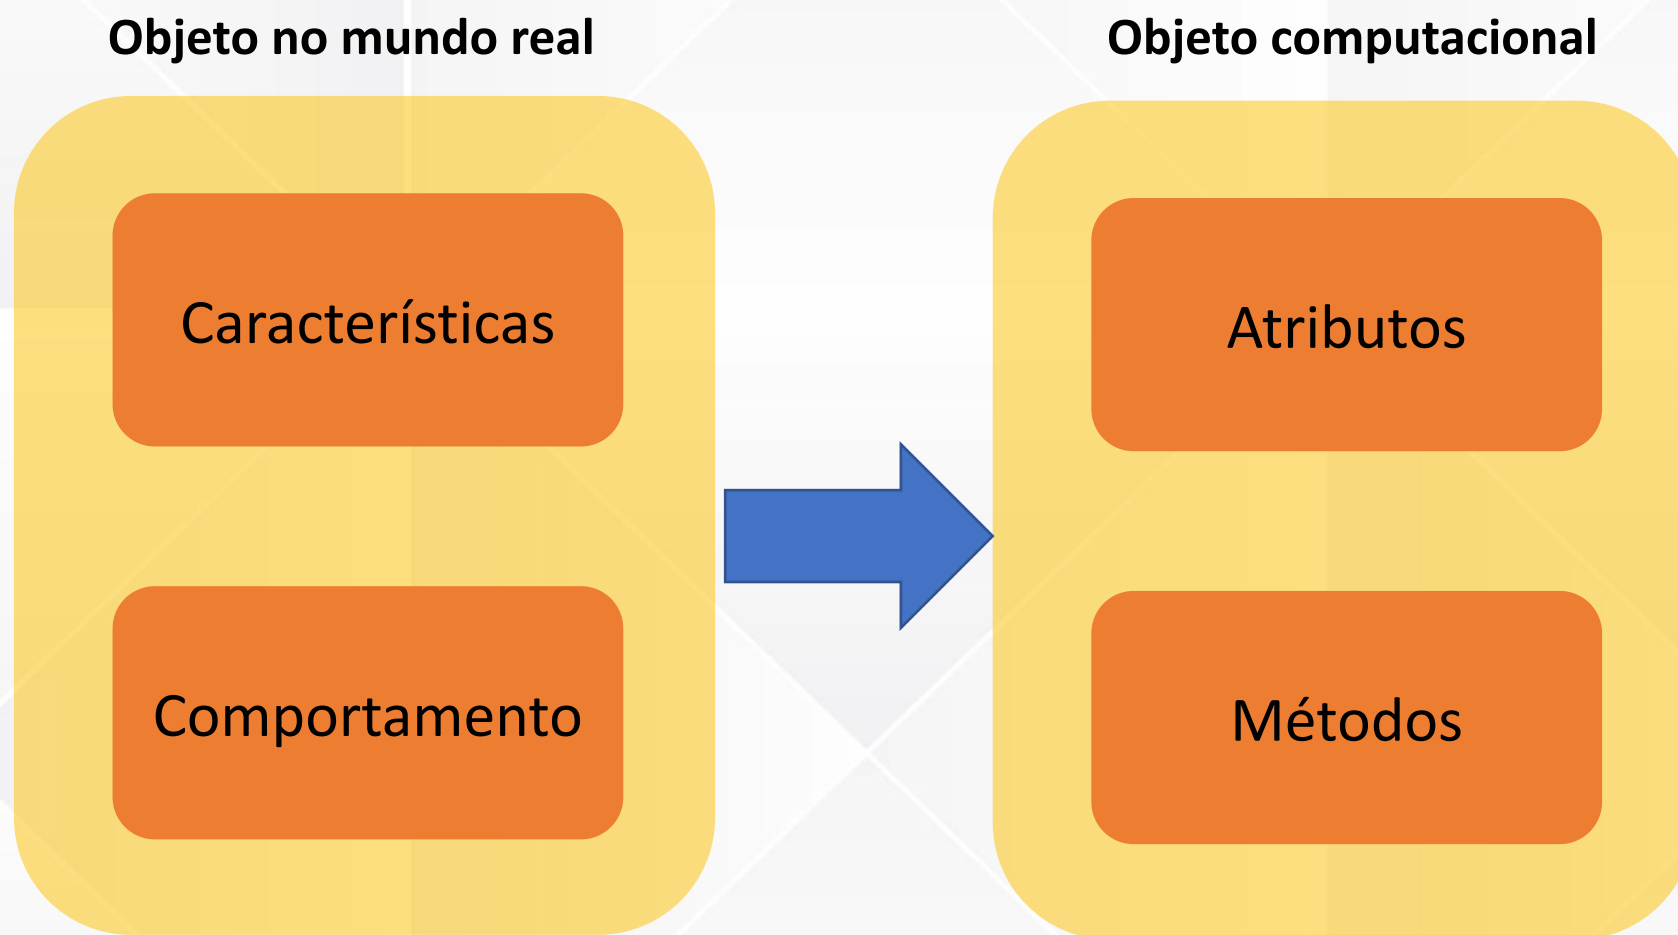 Objeto no mundo real
Objeto computacional
Características
Atributos
Comportamento
Métodos